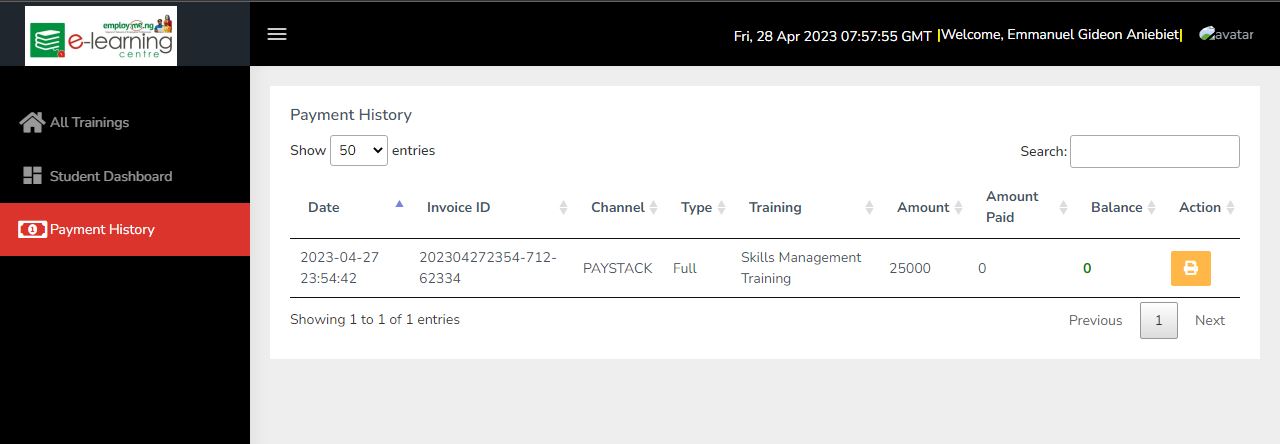 employ me.ng
e-learning
centre
Fri, 28 Apr 2023 07:57:55 GMT |Welcome, Emmanuel Gideon Aniebiet| avatar
All Trainings
Student Dashboard
Payment History
Payment History
Show 50 entries
Search:
Date Invoice ID Channel Type Training Amount Amount Paid Balance Action
2023-04-27 23:54:42 202304272354-712-62334 PAYSTACK Full Skills Management Training 25000 0 0
Showing 1 to 1 of 1 entries
Previous 1 Next